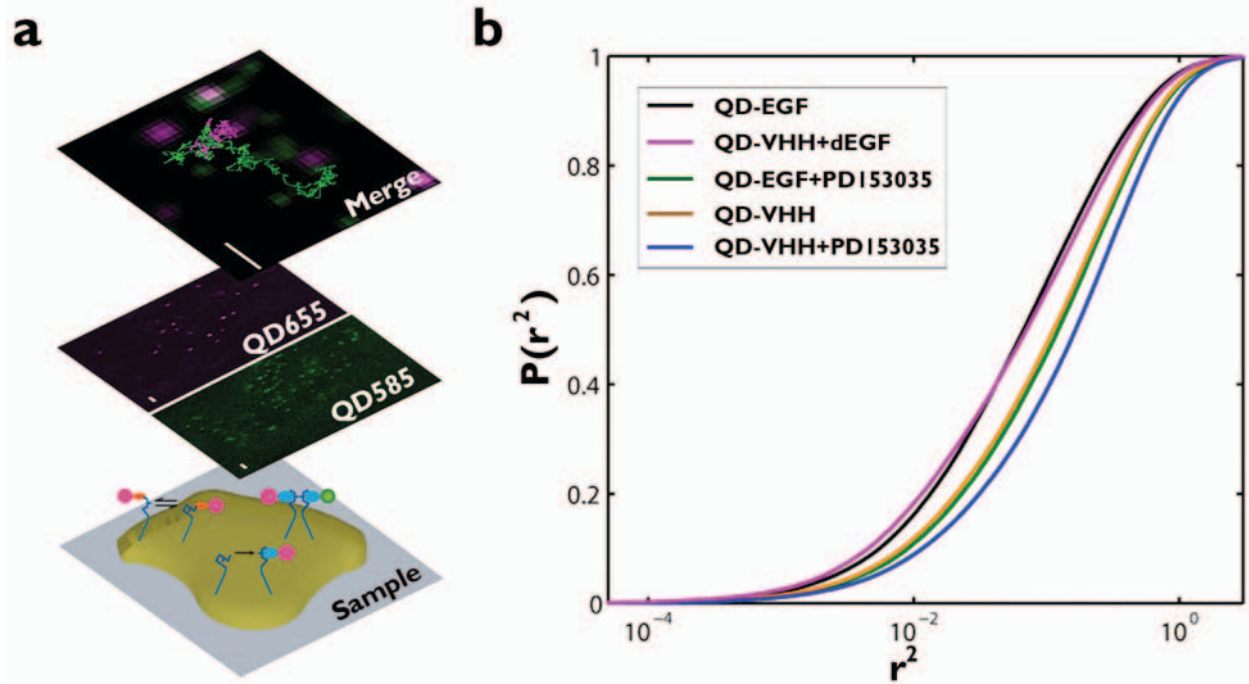 a
Merge
QD655
QD585
Sample
b
P(r²)
1
0.8
0.6
0.4
0.2
0
QD-EGF
QD-VHH+dEGF
QD-EGF+PD153035
QD-VHH
QD-VHH+PD153035
10⁻⁴
10⁻²
10⁰
r²